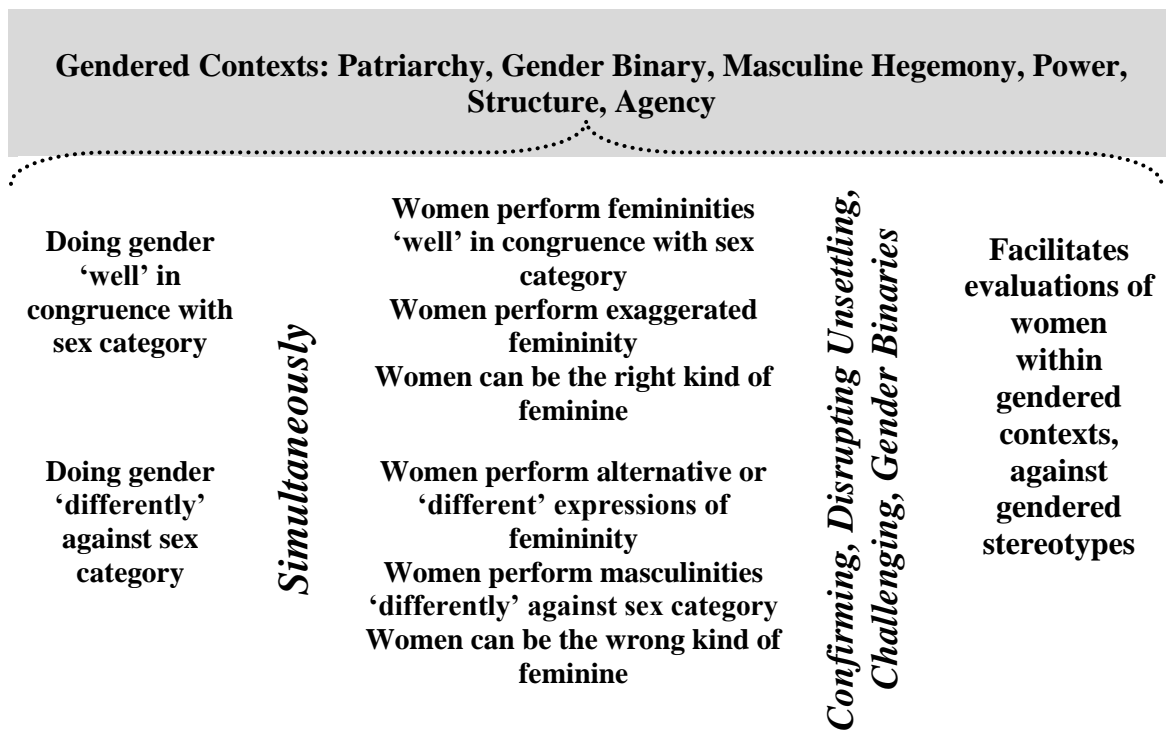 Gendered Contexts: Patriarchy, Gender Binary, Masculine Hegemony, Power,
Structure, Agency
Doing gender
‘well’ in
congruence with
sex category
Doing gender
‘differently’
against sex
category
Simultaneously
Women perform femininities
‘well’ in congruence with sex
category
Women perform exaggerated
femininity
Women can be the right kind of
feminine
Women perform alternative or
‘different’ expressions of
femininity
Women perform masculinities
‘differently’ against sex category
Women can be the wrong kind of
feminine
Confirming, Disrupting Unsettling,
Challenging, Gender Binaries
Facilitates
evaluations of
women
within
gendered
contexts,
against
gendered
stereotypes